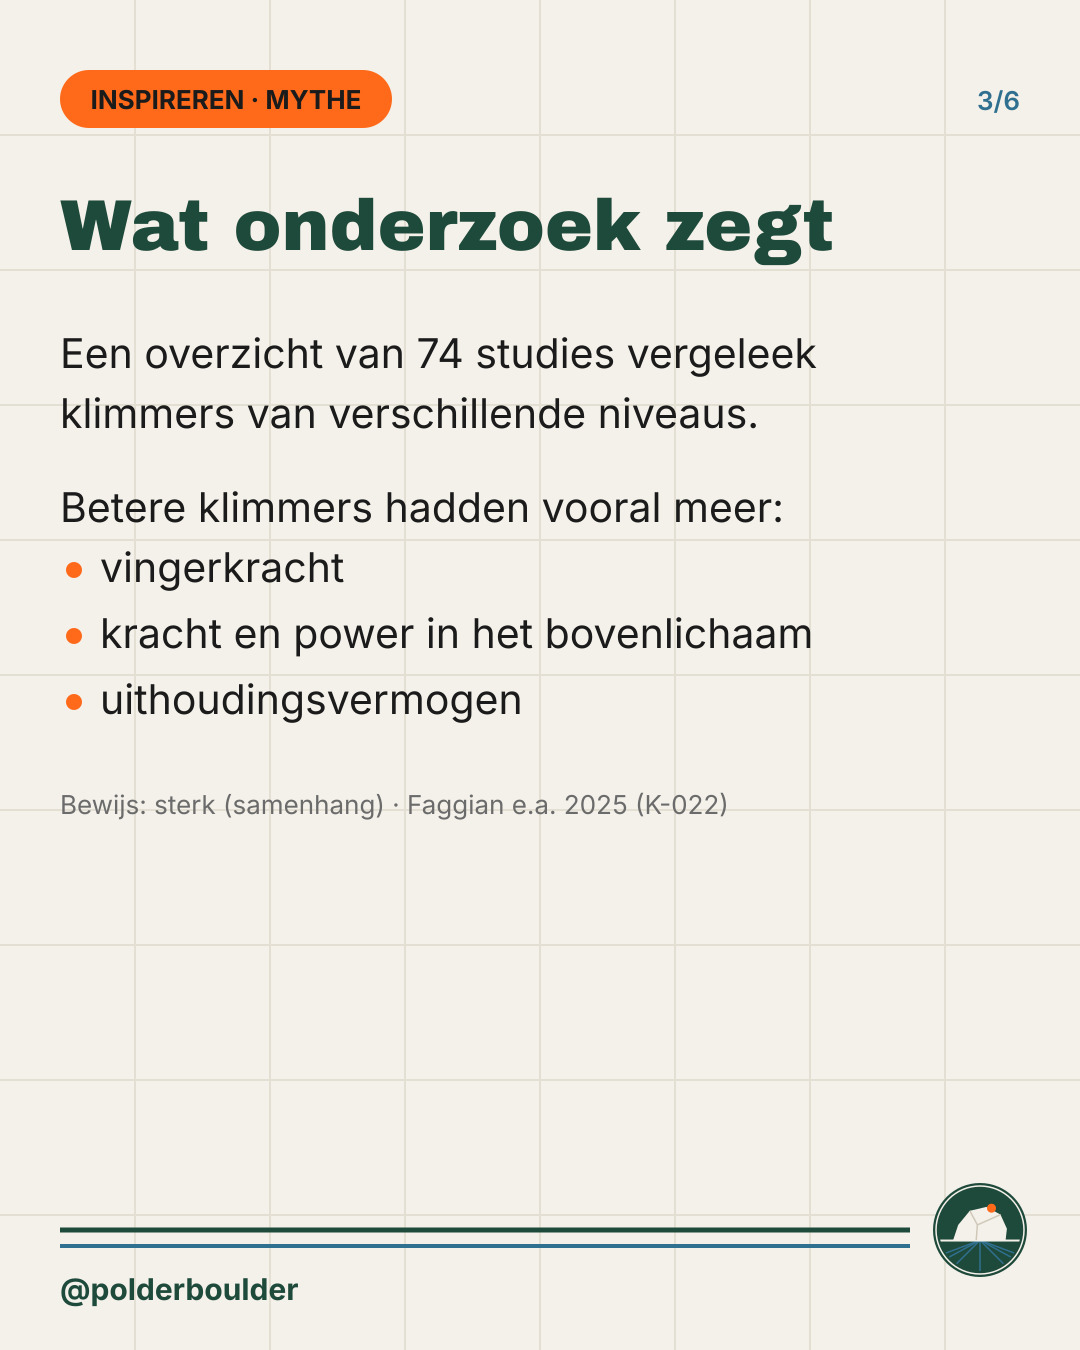 INSPIREREN · MYTHE
3/6
Wat onderzoek zegt
Een overzicht van 74 studies vergeleek
klimmers van verschillende niveaus.
Betere klimmers hadden vooral meer:
• vingerkracht
• kracht en power in het bovenlichaam
• uithoudingsvermogen
Bewijs: sterk (samenhang) · Faggian e.a. 2025 (K-022)
@polderboulder